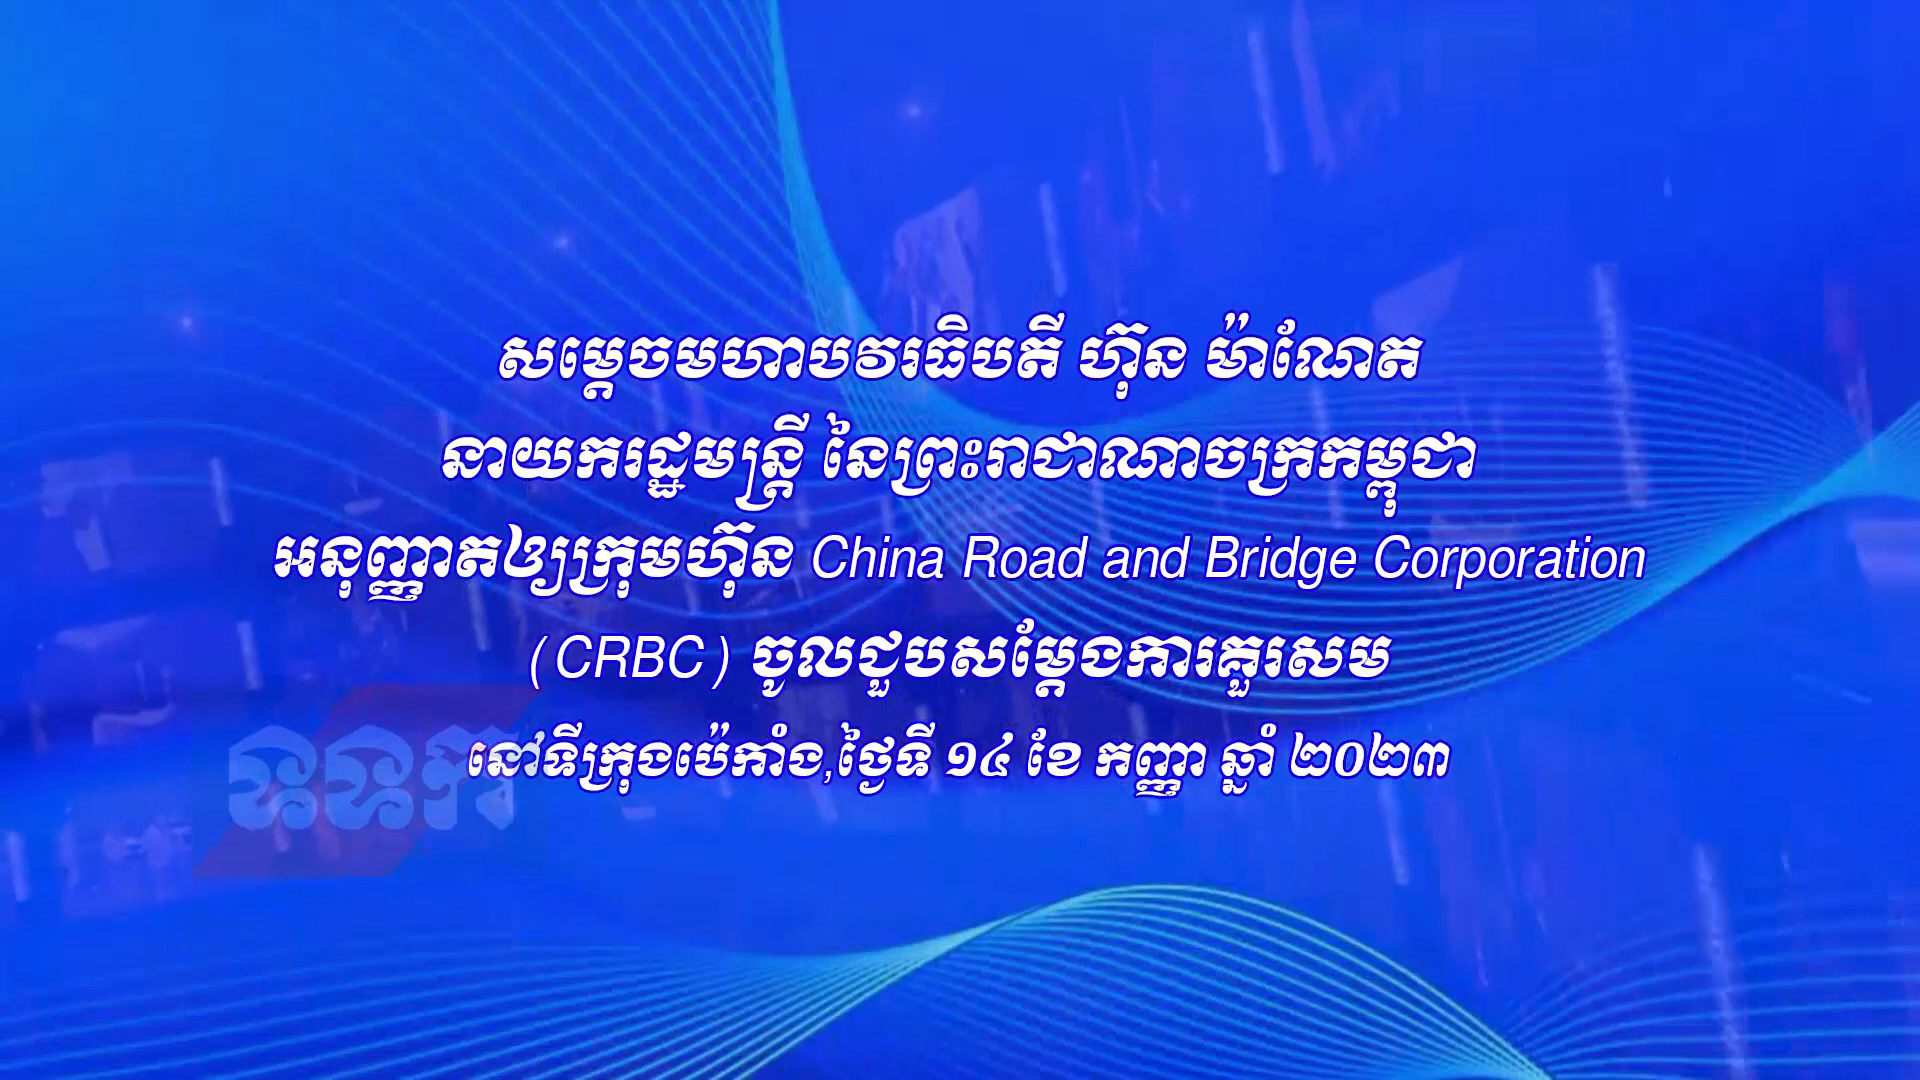 សម្តេចមហាបវរធិបតី ហ៊ុន ម៉ាណែត
នាយករដ្ឋមន្ត្រី នៃព្រះរាជាណាចក្រកម្ពុជា
អនុញ្ញាតឲ្យក្រុមហ៊ុន China Road and Bridge Corporation
(CRBC) ចូលជួបសម្តែងការគួរសម
នៅទីក្រុងប៉េកាំង,ថ្ងៃទី ១៤ ខែ កញ្ញា ឆ្នាំ ២០២៣
ទទក